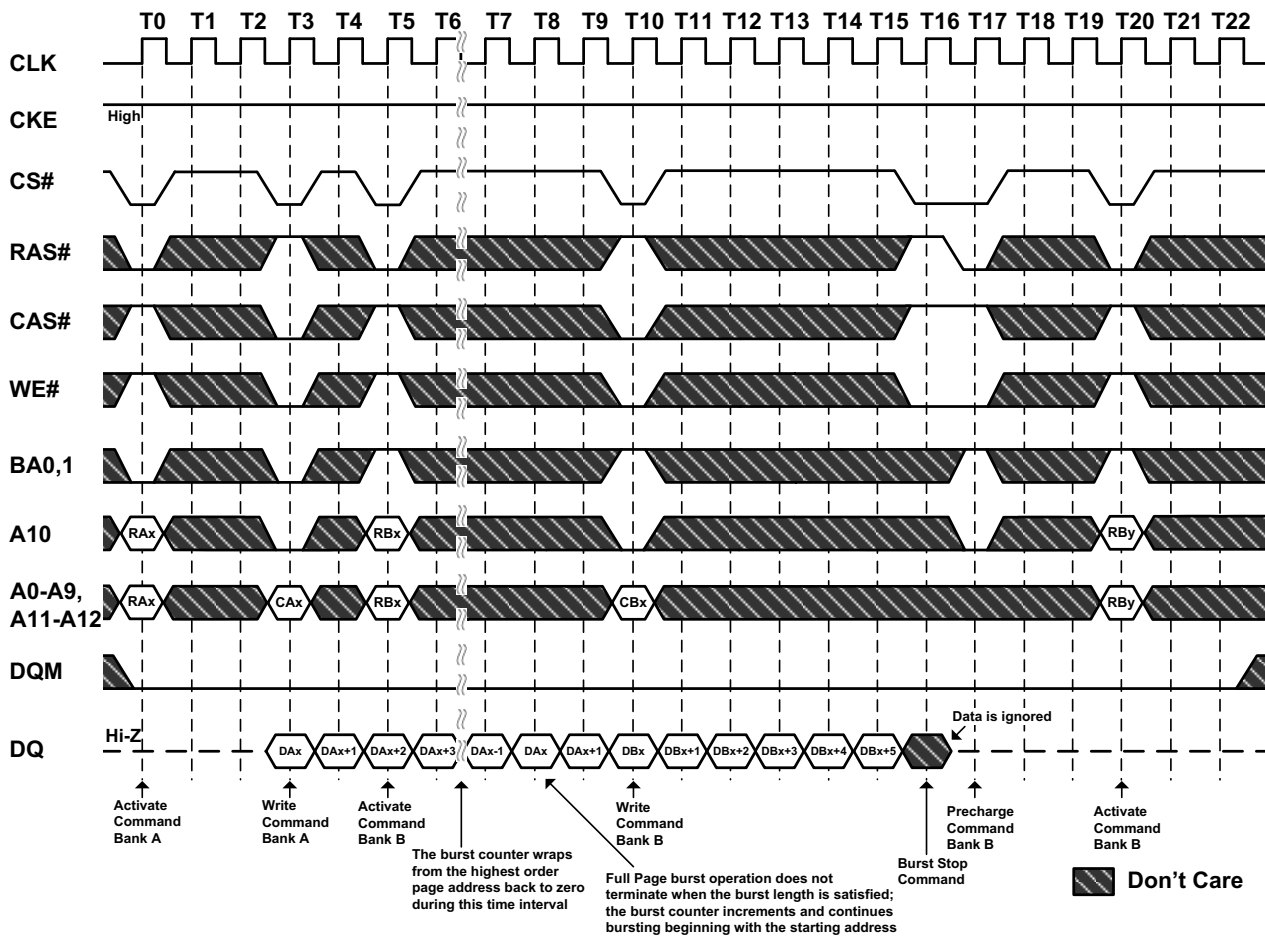 T0 T1 T2 T3 T4 T5 T6 T7 T8 T9 T10 T11 T12 T13 T14 T15 T16 T17 T18 T19 T20 T21 T22
CLK
CKE
High
CS#
RAS#
CAS#
WE#
BA0,1
A10
RAx RBx RBy
A0-A9,
A11-A12
RAx CAx RBx CBx RBy
DQM
DQ
Hi-Z
DAx DAx+1 DAx+2 DAx+3 DAx-1 DAx DAx+1 DBx DBx+1 DBx+2 DBx+3 DBx+4 DBx+5
Data is ignored
Activate
Command
Bank A
Write
Command
Bank A
Activate
Command
Bank B
The burst counter wraps
from the highest order
page address back to zero
during this time interval
Full Page burst operation does not
terminate when the burst length is satisfied;
the burst counter increments and continues
bursting beginning with the starting address
Write
Command
Bank B
Burst Stop
Command
Precharge
Command
Bank B
Activate
Command
Bank B
Don't Care